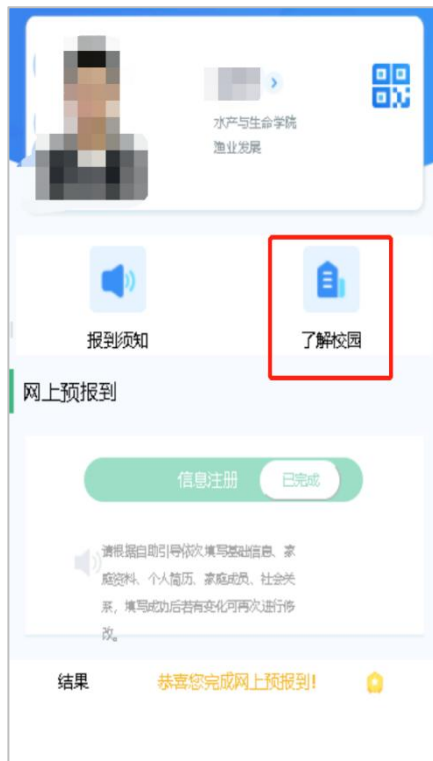 水产与生命学院
渔业发展
报到须知
了解校园
网上预报到
信息注册 已完成
请根据自助引导依次填写基础信息、家
庭资料、个人简历、家庭成员、社会关
系，填写成功后若有变化可再次进行修
改。
结果 恭喜您完成网上预报到!